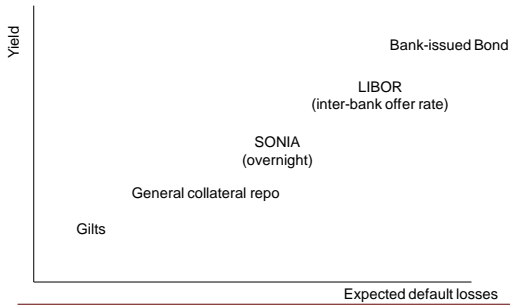 Yield
Bank-issued Bond
LIBOR
(inter-bank offer rate)
SONIA
(overnight)
General collateral repo
Gilts
Expected default losses